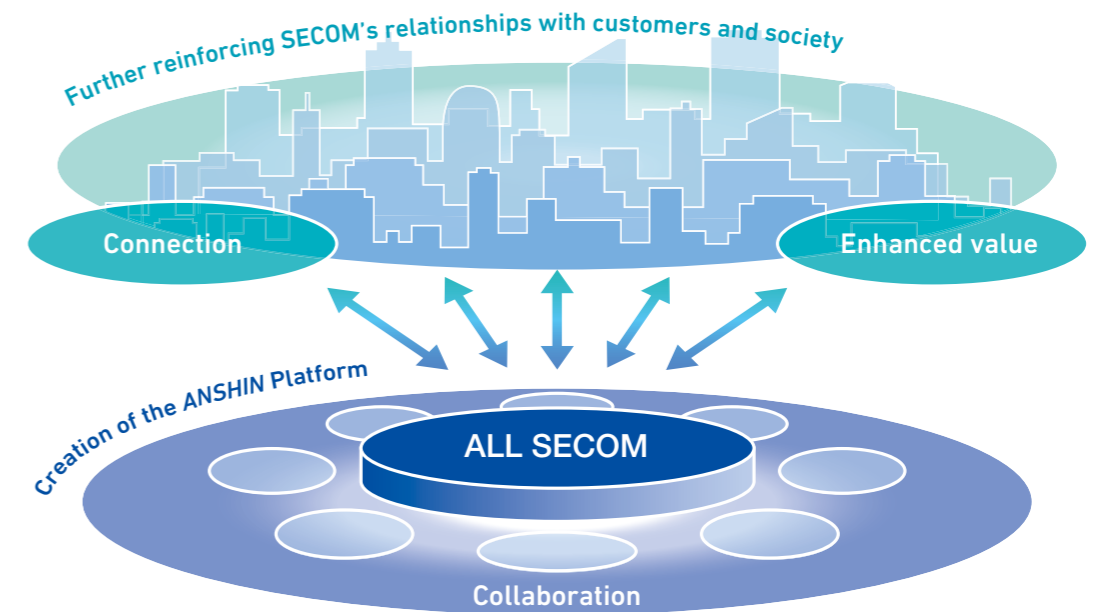 Further reinforcing SECOM's relationships with customers and society
Connection
Enhanced value
Creation of the ANSHIN Platform
ALL SECOM
Collaboration